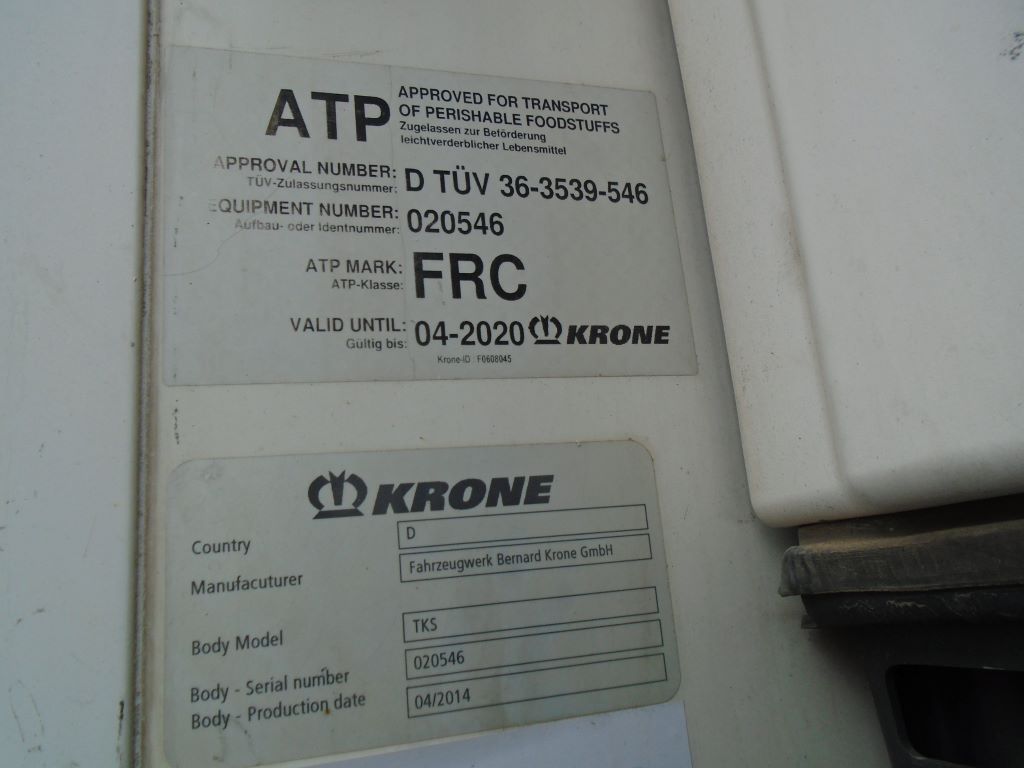 ATP APPROVED FOR TRANSPORT
OF PERISHABLE FOODSTUFFS
Zugelassen zur Beförderung
leichtverderblicher Lebensmittel
APPROVAL NUMBER: D TÜV 36-3539-546
TÜV-Zulassungsnummer:
EQUIPMENT NUMBER: 020546
Aufbau- oder Identnummer:
ATP MARK: FRC
ATP-Klasse:
VALID UNTIL: 04-2020 KRONE
Gültig bis:
Krone-ID : F0608045
KRONE
Country D
Manufacuturer Fahrzeugwerk Bernard Krone GmbH
Body Model TKS
Body - Serial number 020546
Body - Production date 04/2014